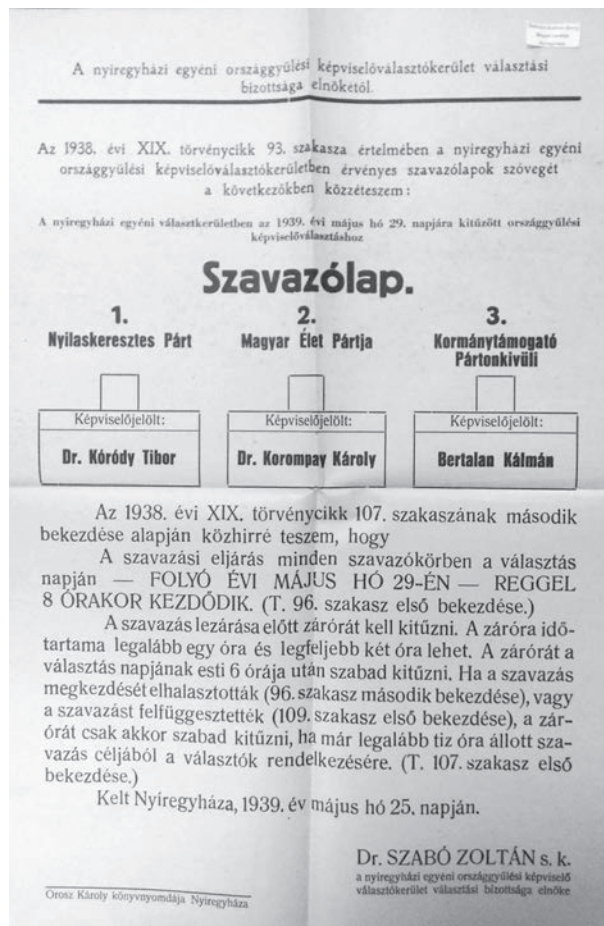 A nyiregyházi egyéni országgyülési képviselőválasztókerület választási
bizottsága elnökétől.
Az 1938. évi XIX. törvénycikk 93. szakasza értelmében a nyiregyházi egyéni
országgyülési képviselőválasztókerületben érvényes szavazólapok szövegét
a következőkben közzéteszem:
A nyiregyházi egyéni választkerületben az 1939. évi május hó 29. napjára kitüzött országgyülési
képviselőválasztáshoz
Szavazólap.
1.
Nyilaskeresztes Párt
Képviselőjelölt:
Dr. Kóródy Tibor
2.
Magyar Élet Pártja
Képviselőjelölt:
Dr. Korompay Károly
3.
Kormánytámogató
Pártonkivüli
Képviselőjelölt:
Bertalan Kálmán
Az 1938. évi XIX. törvénycikk 107. szakaszának második
bekezdése alapján közhirré teszem, hogy
A szavazási eljárás minden szavazókörben a választás
napján — FOLYÓ ÉVI MÁJUS HÓ 29-ÉN — REGGEL
8 ÓRAKOR KEZDŐDIK. (T. 96. szakasz első bekezdése.)
A szavazás lezárása előtt zárórát kell kitűzni. A záróra idő-
tartama legalább egy óra és legfeljebb két óra lehet. A zárórát a
választás napjának esti 6 órája után szabad kitűzni. Ha a szavazás
megkezdését elhalasztották (96. szakasz második bekezdése), vagy
a szavazást felfüggesztették (109. szakasz első bekezdése), a zár-
órát csak akkor szabad kitűzni, ha már legalább tiz óra állott sza-
vazás céljából a választók rendelkezésére. (T. 107. szakasz első
bekezdése.)
Kelt Nyíregyháza, 1939. év május hó 25. napján.
Dr. SZABÓ ZOLTÁN s. k.
a nyiregyházi egyéni országgyülési képviselő
választókerület választási bizottsága elnöke
Orosz Károly könyvnyomdája Nyiregyháza